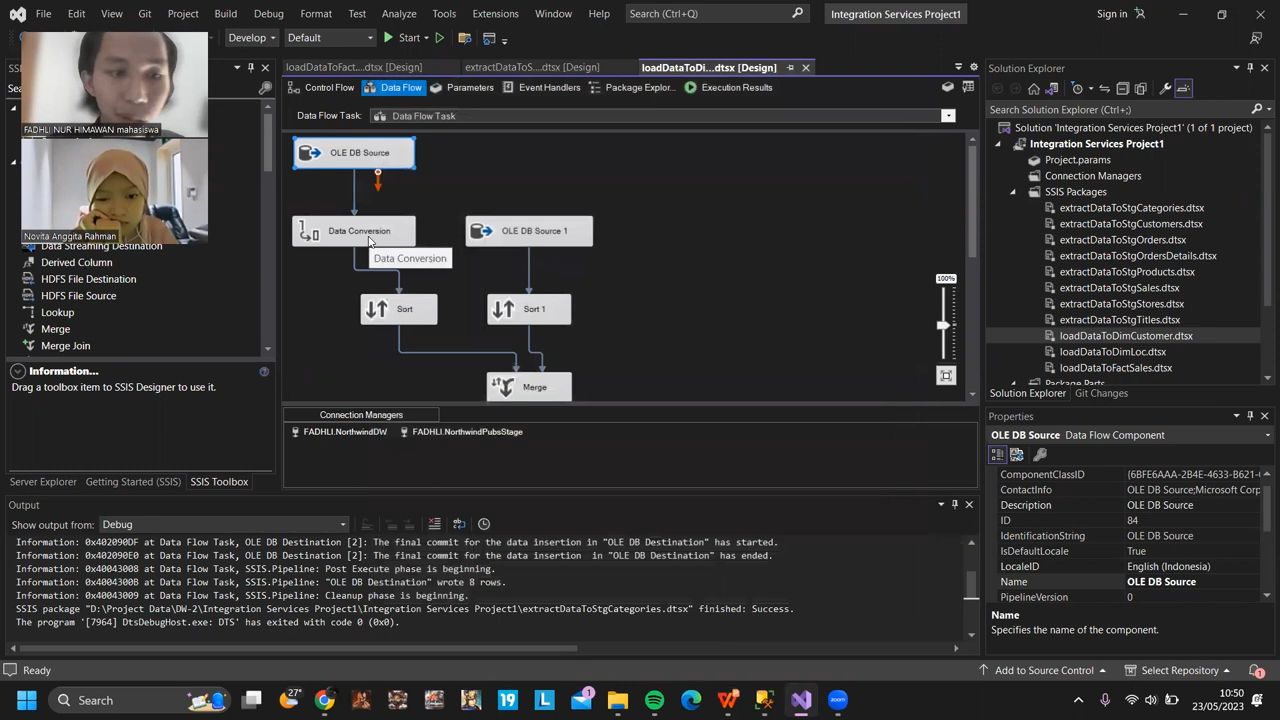 File Edit View Git Project Build Debug Format Test Analyze Tools Extensions Window Help Search (Ctrl+Q) Integration Services Project1 Sign in
Develop Default Start
SS
Sea
FADHLI NUR HIMAWAN mahasiswa
Novita Anggita Rahman
Data Streaming Destination
Derived Column
HDFS File Destination
HDFS File Source
Lookup
Merge
Merge Join
Information...
Drag a toolbox item to SSIS Designer to use it.
Server Explorer Getting Started (SSIS) SSIS Toolbox
loadDataToFact....dtsx [Design] extractDataToS....dtsx [Design] loadDataToDi....dtsx [Design]
Control Flow Data Flow Parameters Event Handlers Package Explor... Execution Results
Data Flow Task: Data Flow Task
OLE DB Source
Data Conversion OLE DB Source 1
Data Conversion
100%
Sort Sort 1
Merge
Connection Managers
FADHLI.NorthwindDW FADHLI.NorthwindPubsStage
Solution Explorer
Search Solution Explorer (Ctrl+;)
Solution 'Integration Services Project1' (1 of 1 project)
Integration Services Project1
Project.params
Connection Managers
SSIS Packages
extractDataToStgCategories.dtsx
extractDataToStgCustomers.dtsx
extractDataToStgOrders.dtsx
extractDataToStgOrdersDetails.dtsx
extractDataToStgProducts.dtsx
extractDataToStgSales.dtsx
extractDataToStgStores.dtsx
extractDataToStgTitles.dtsx
loadDataToDimCustomer.dtsx
loadDataToDimLoc.dtsx
loadDataToFactSales.dtsx
Package Parts
Solution Explorer Git Changes
Properties
OLE DB Source Data Flow Component
ComponentClassID {6BFE6AAA-2B4E-4633-B621-
ContactInfo OLE DB Source;Microsoft Corp
Description OLE DB Source
ID 84
IdentificationString OLE DB Source
IsDefaultLocale True
LocaleID English (Indonesia)
Name OLE DB Source
PipelineVersion 0
Name
Specifies the name of the component.
Output
Show output from: Debug
Information: 0x402090DF at Data Flow Task, OLE DB Destination [2]: The final commit for the data insertion in "OLE DB Destination" has started.
Information: 0x402090E0 at Data Flow Task, OLE DB Destination [2]: The final commit for the data insertion  in "OLE DB Destination" has ended.
Information: 0x40043008 at Data Flow Task, SSIS.Pipeline: Post Execute phase is beginning.
Information: 0x4004300B at Data Flow Task, SSIS.Pipeline: "OLE DB Destination" wrote 8 rows.
Information: 0x40043009 at Data Flow Task, SSIS.Pipeline: Cleanup phase is beginning.
SSIS package "D:\Project Data\DW-2\Integration Services Project1\Integration Services Project1\extractDataToStgCategories.dtsx" finished: Success.
The program '[7964] DtsDebugHost.exe: DTS' has exited with code 0 (0x0).
Ready Add to Source Control Select Repository 1
Search 27° 19 L 1 10:50
23/05/2023